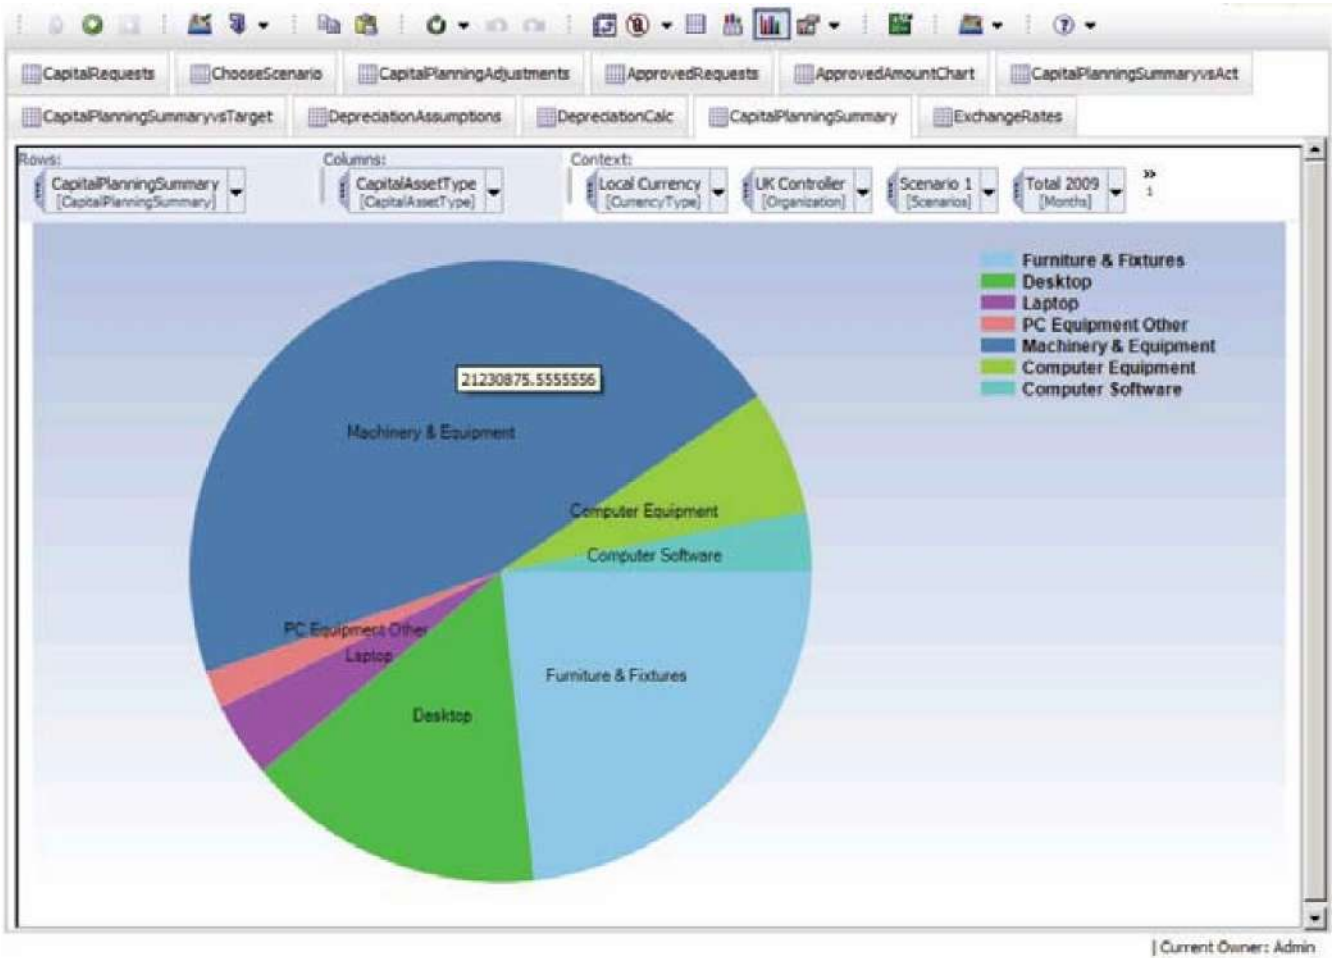 CapitalRequests ChooseScenario CapitalPlanningAdjustments ApprovedRequests ApprovedAmountChart CapitalPlanningSummaryvsAct
CapitalPlanningSummaryvsTarget DepreciationAssumptions DepreciationCalc CapitalPlanningSummary ExchangeRates
Rows: Columns: Context:
CapitalPlanningSummary CapitalAssetType Local Currency UK Controller Scenario 1 Total 2009 »
[CapitalPlanningSummary] [CapitalAssetType] [CurrencyType] [Organization] [Scenarios] [Months] 1
Furniture & Fixtures
Desktop
Laptop
PC Equipment Other
Machinery & Equipment
Computer Equipment
Computer Software
21230875.5555556
Machinery & Equipment
Computer Equipment
Computer Software
PC Equipment Other
Laptop
Furniture & Fixtures
Desktop
| Current Owner: Admin